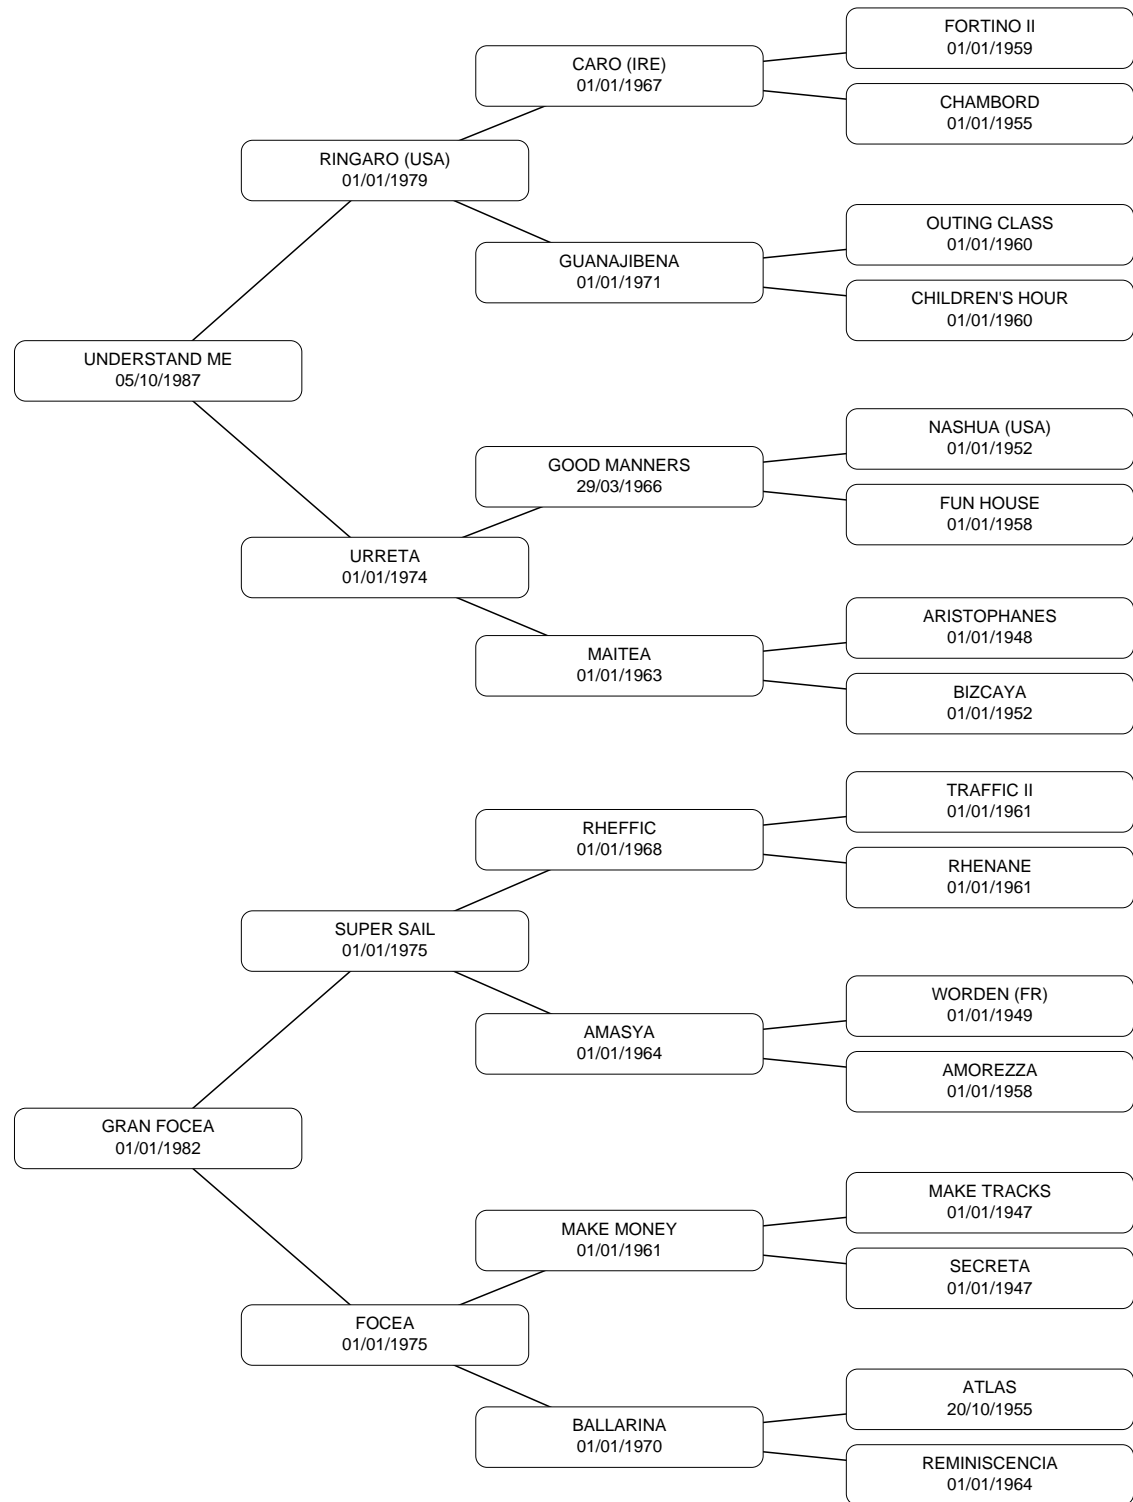 FORTINO II
01/01/1959
CARO (IRE)
01/01/1967
CHAMBORD
01/01/1955
RINGARO (USA)
01/01/1979
OUTING CLASS
01/01/1960
GUANAJIBENA
01/01/1971
CHILDREN'S HOUR
01/01/1960
UNDERSTAND ME
05/10/1987
NASHUA (USA)
01/01/1952
GOOD MANNERS
29/03/1966
FUN HOUSE
01/01/1958
URRETA
01/01/1974
ARISTOPHANES
01/01/1948
MAITEA
01/01/1963
BIZCAYA
01/01/1952
TRAFFIC II
01/01/1961
RHEFFIC
01/01/1968
RHENANE
01/01/1961
SUPER SAIL
01/01/1975
WORDEN (FR)
01/01/1949
AMASYA
01/01/1964
AMOREZZA
01/01/1958
GRAN FOCEA
01/01/1982
MAKE TRACKS
01/01/1947
MAKE MONEY
01/01/1961
SECRETA
01/01/1947
FOCEA
01/01/1975
ATLAS
20/10/1955
BALLARINA
01/01/1970
REMINISCENCIA
01/01/1964